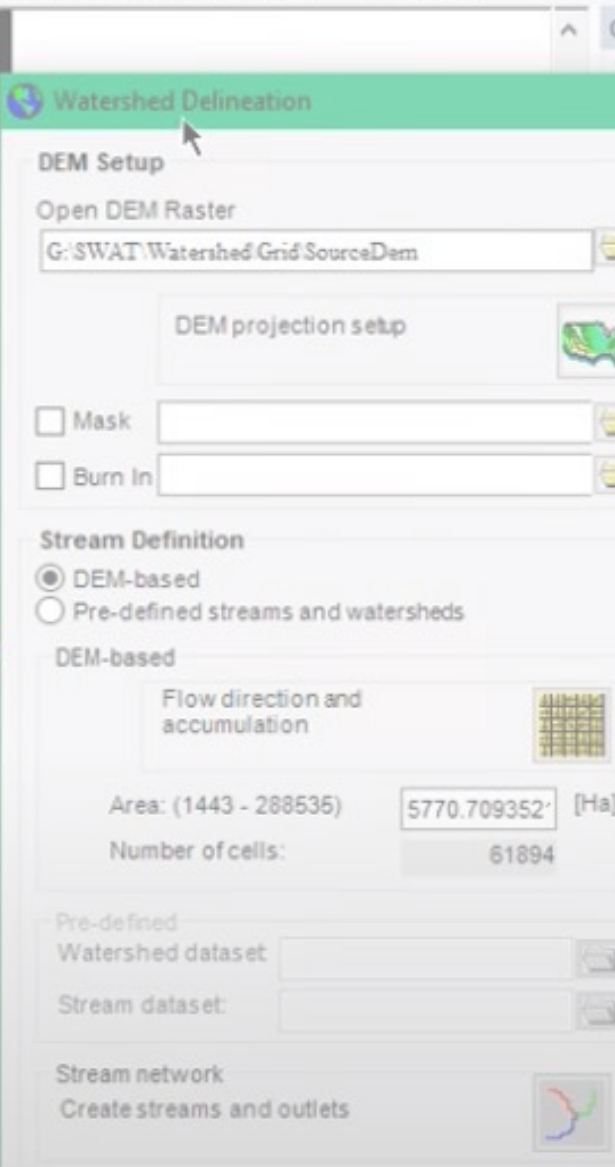 Watershed Delineation
DEM Setup
Open DEM Raster
G:\SWAT\Watershed\Grid\SourceDem
DEM projection setup
Mask
Burn In
Stream Definition
DEM-based
Pre-defined streams and watersheds
DEM-based
Flow direction and
accumulation
Area: (1443 - 288535)
5770.709352
[Ha]
Number of cells:
61894
Pre-defined
Watershed dataset
Stream dataset:
Stream network
Create streams and outlets